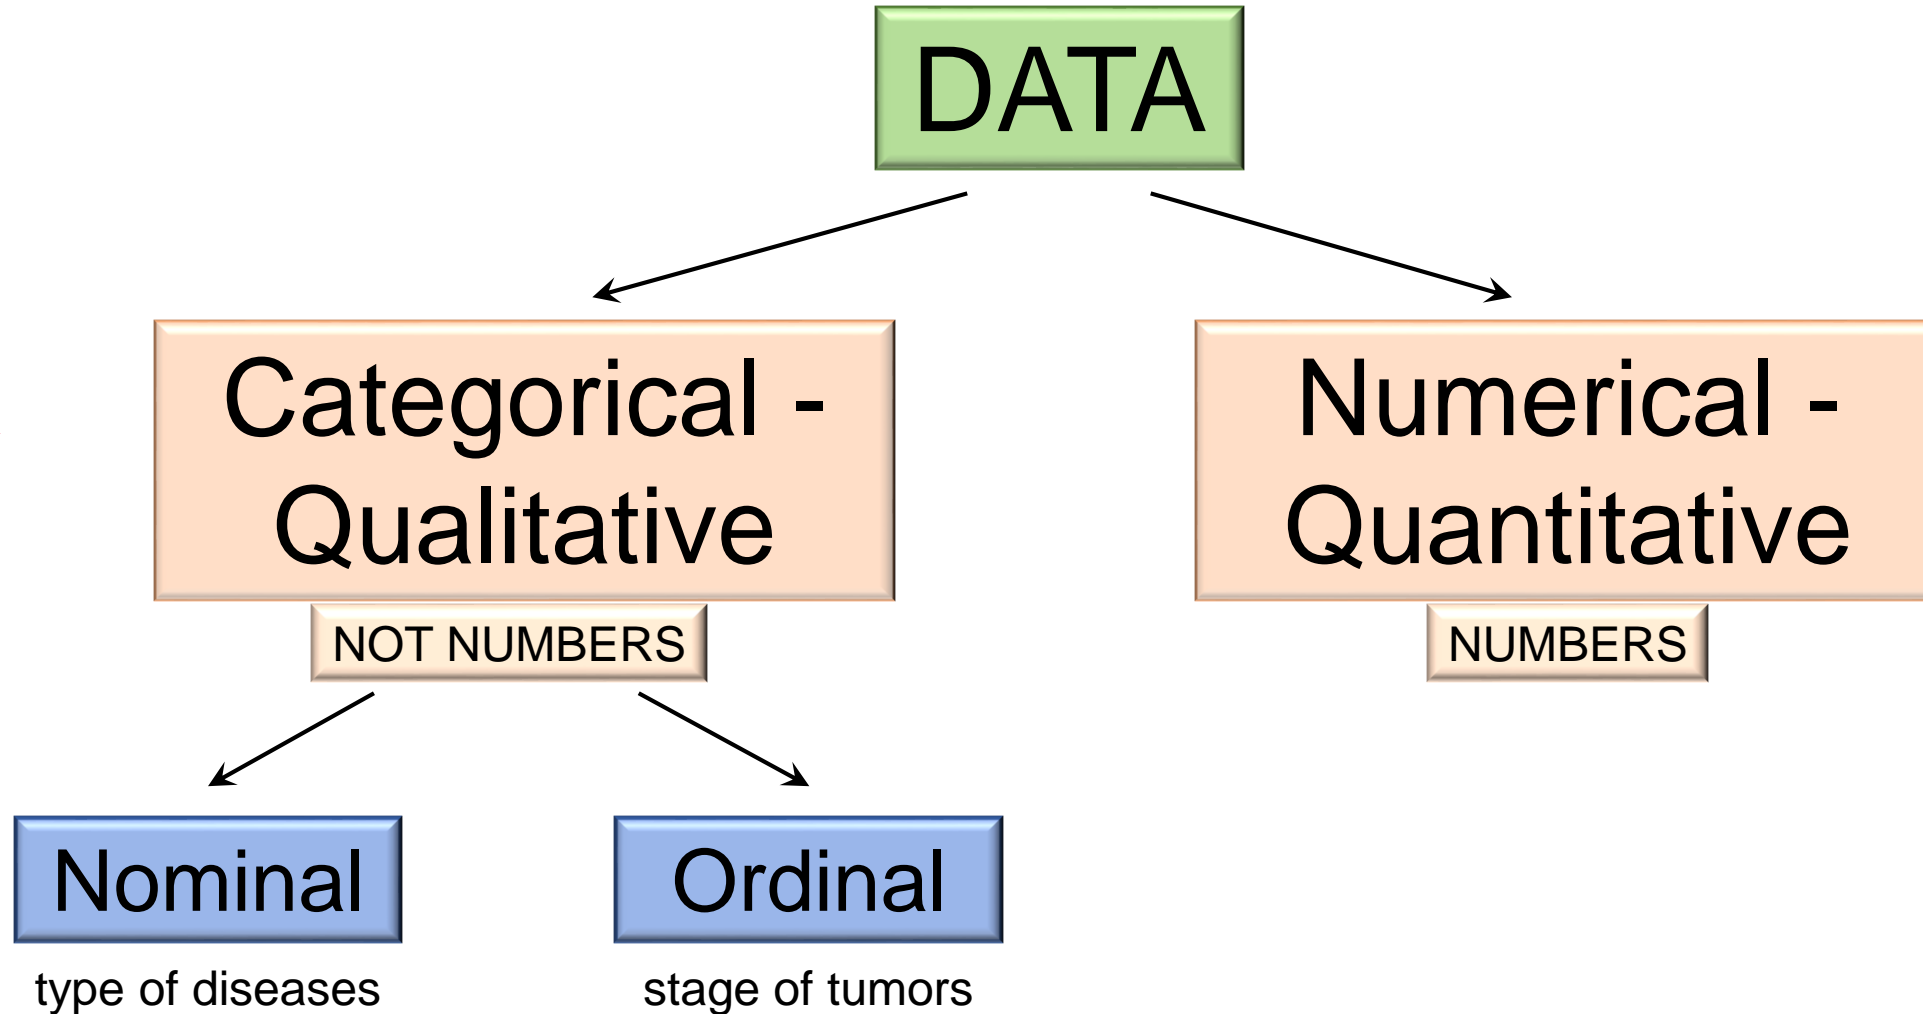 DATA
Categorical -
Qualitative
NOT NUMBERS
Numerical -
Quantitative
NUMBERS
Nominal
type of diseases
Ordinal
stage of tumors